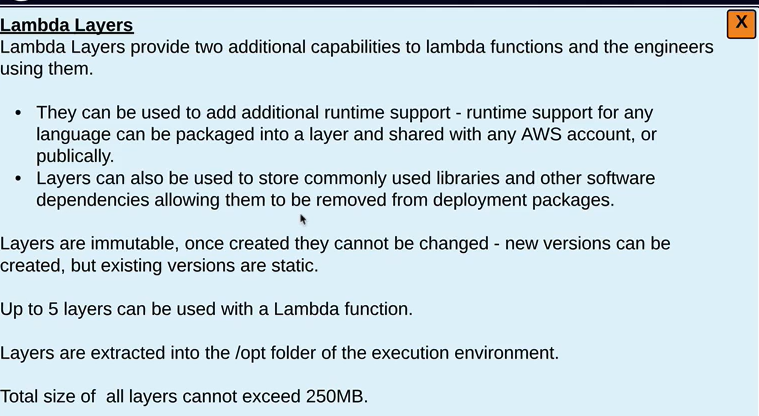 Lambda Layers
X
Lambda Layers provide two additional capabilities to lambda functions and the engineers
using them.
• They can be used to add additional runtime support - runtime support for any
language can be packaged into a layer and shared with any AWS account, or
publically.
• Layers can also be used to store commonly used libraries and other software
dependencies allowing them to be removed from deployment packages.
Layers are immutable, once created they cannot be changed - new versions can be
created, but existing versions are static.
Up to 5 layers can be used with a Lambda function.
Layers are extracted into the /opt folder of the execution environment.
Total size of  all layers cannot exceed 250MB.